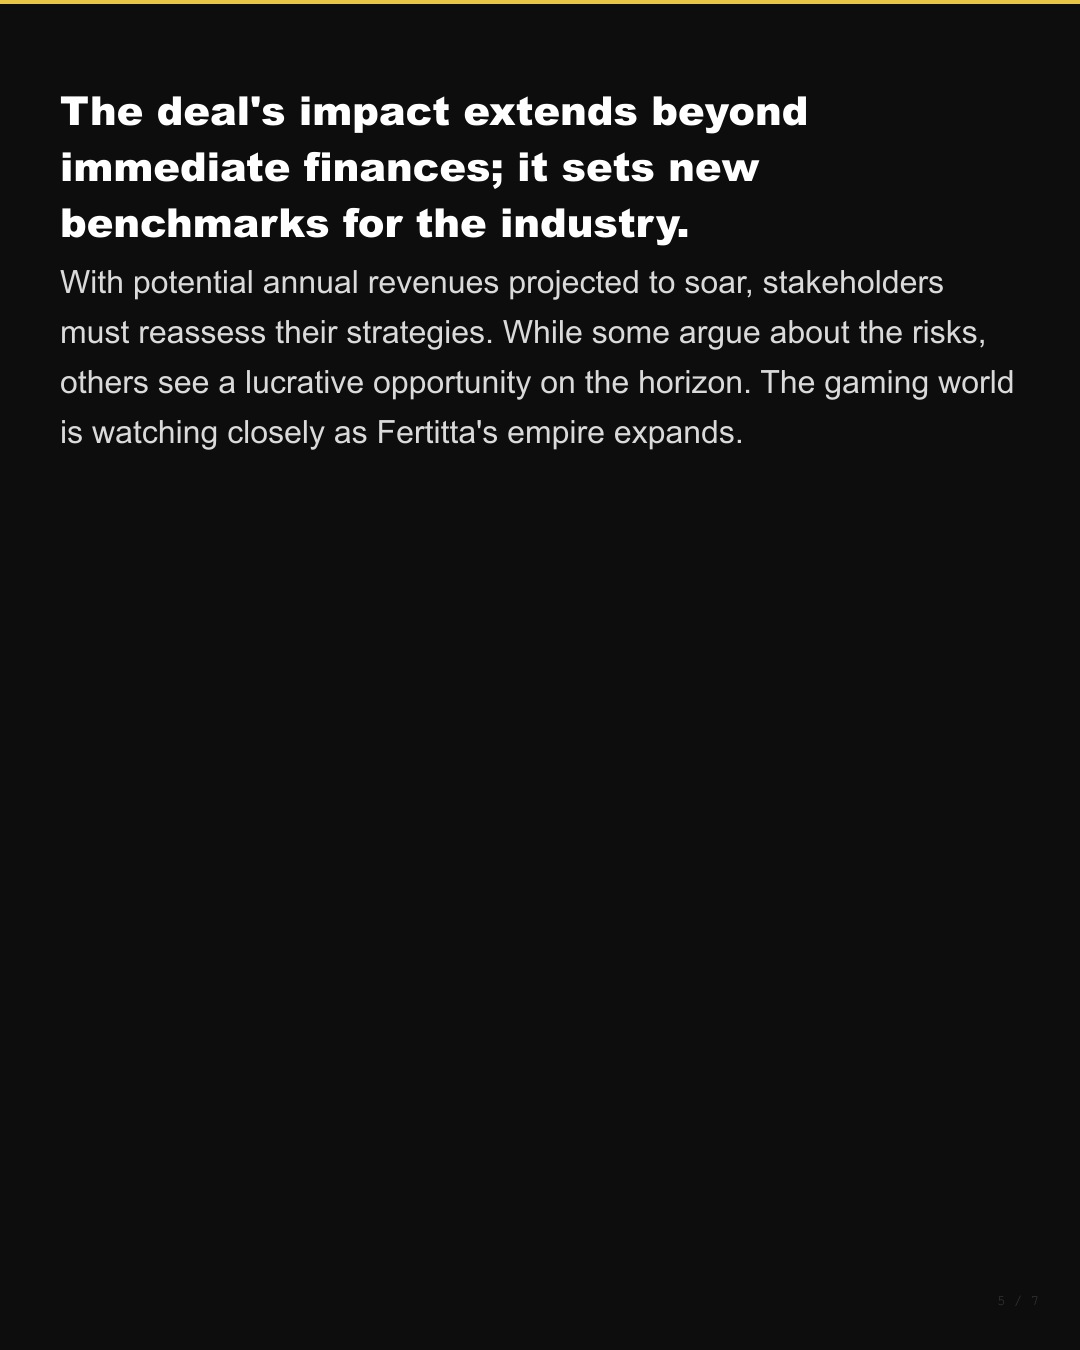 The deal's impact extends beyond
immediate finances; it sets new
benchmarks for the industry.
With potential annual revenues projected to soar, stakeholders
must reassess their strategies. While some argue about the risks,
others see a lucrative opportunity on the horizon. The gaming world
is watching closely as Fertitta's empire expands.
5 / 7